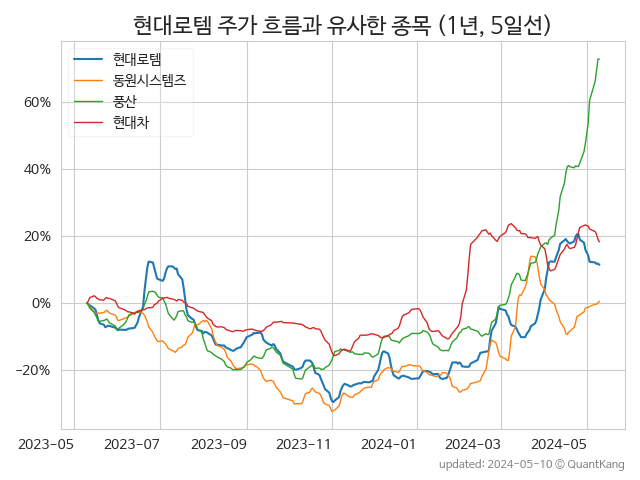 현대로템 주가 흐름과 유사한 종목 (1년, 5일선)
현대로템
동원시스템즈
풍산
현대차
60%
40%
20%
0%
−20%
2023-05 2023-07 2023-09 2023-11 2024-01 2024-03 2024-05
updated: 2024-05-10 © QuantKang